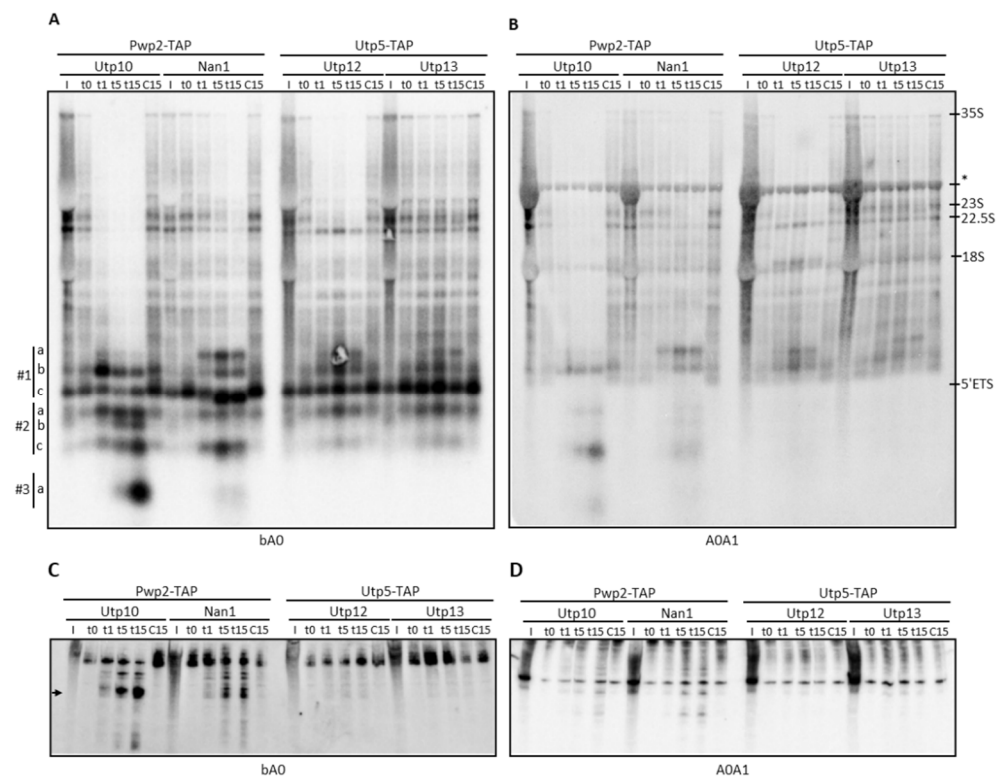 A
Pwp2-TAP Utp5-TAP
Utp10 Nan1 Utp12 Utp13
I t0 t1 t5 t15 C15 I t0 t1 t5 t15 C15 I t0 t1 t5 t15 C15 I t0 t1 t5 t15 C15
#1
a
b
c
#2
a
b
c
#3
a
bA0
B
Pwp2-TAP Utp5-TAP
Utp10 Nan1 Utp12 Utp13
I t0 t1 t5 t15 C15 I t0 t1 t5 t15 C15 I t0 t1 t5 t15 C15 I t0 t1 t5 t15 C15
35S
*
23S
22.5S
18S
5'ETS
A0A1
C
Pwp2-TAP Utp5-TAP
Utp10 Nan1 Utp12 Utp13
I t0 t1 t5 t15 C15 I t0 t1 t5 t15 C15 I t0 t1 t5 t15 C15 I t0 t1 t5 t15 C15
bA0
D
Pwp2-TAP Utp5-TAP
Utp10 Nan1 Utp12 Utp13
I t0 t1 t5 t15 C15 I t0 t1 t5 t15 C15 I t0 t1 t5 t15 C15 I t0 t1 t5 t15 C15
A0A1